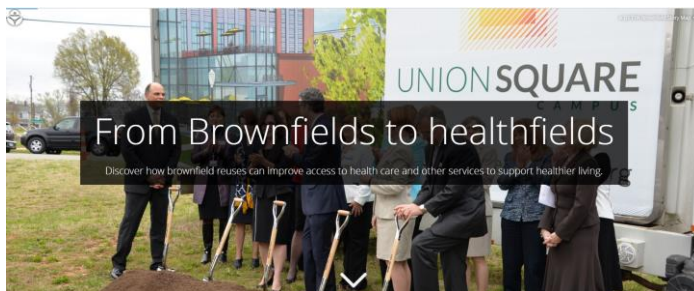 UNION SQUARE
CAMPUS
From Brownfields to healthfields
Discover how brownfield reuses can improve access to health care and other services to support healthier living.